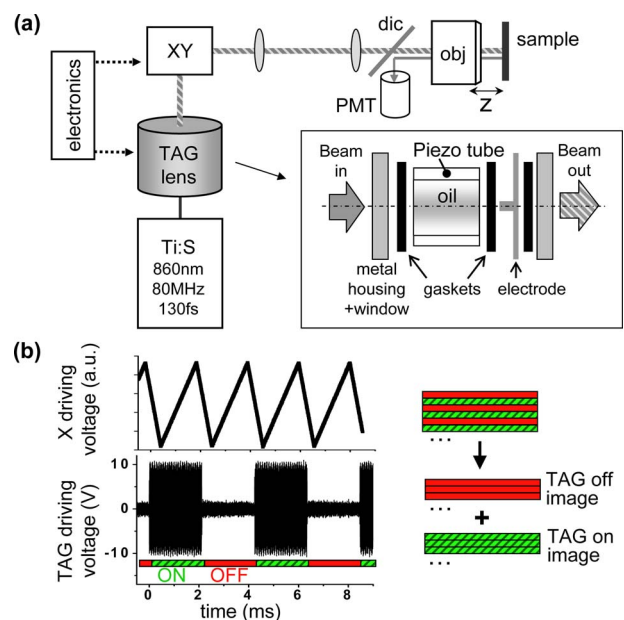 (a)
electronics
XY
dic
obj
sample
PMT
Z
TAG
lens
Ti:S
860nm
80MHz
130fs
Beam
in
Piezo tube
oil
Beam
out
metal
housing
+window
gaskets
electrode
(b)
X driving
voltage (a.u.)
TAG driving
voltage (V)
10
0
-10
ON
OFF
0
2
4
6
8
time (ms)
...
TAG off
image
...
+
TAG on
image
...